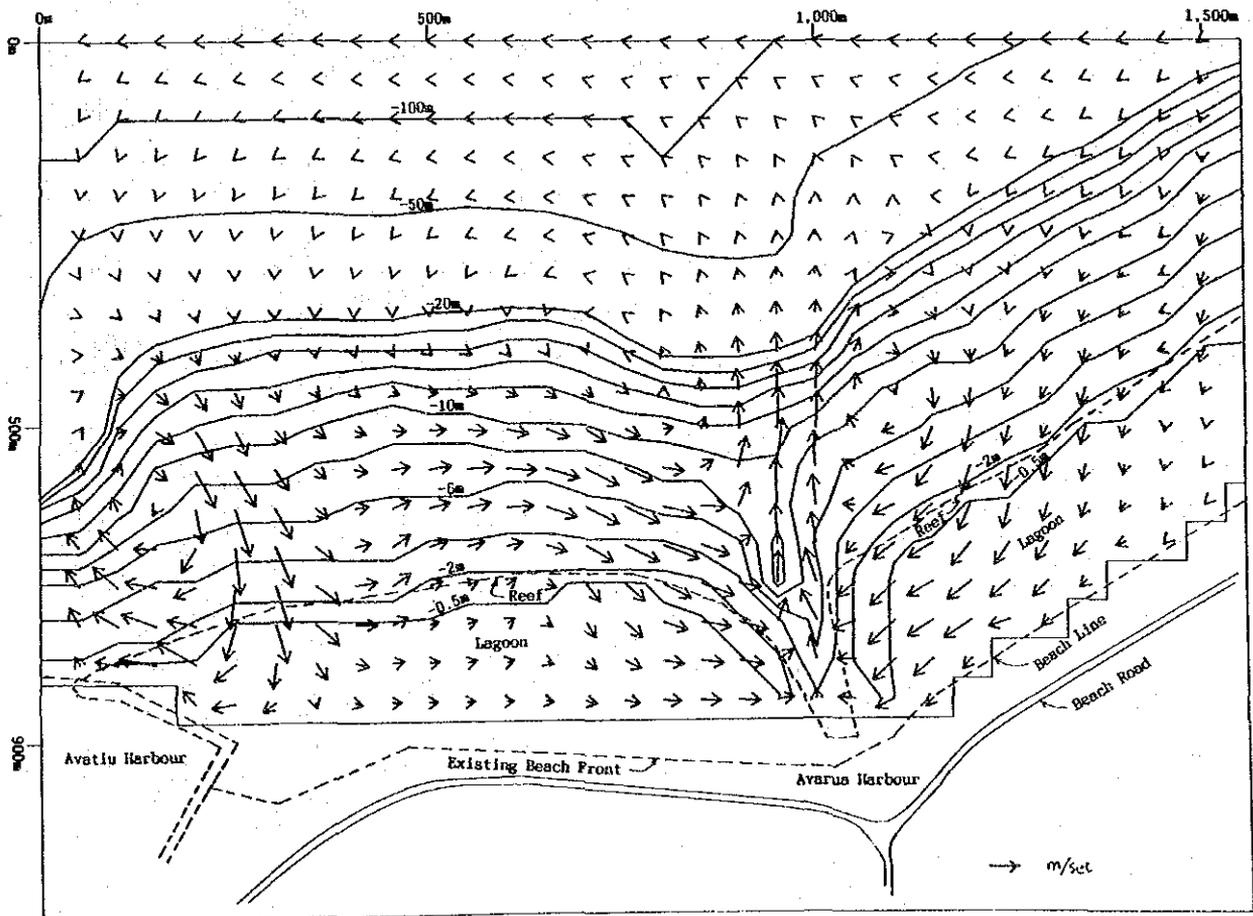 0m 500m 1,000m 1,500m
0m
-100m
-50m
-20m
-10m
500m
-6m
-2m
-0.5m
Reef
Lagoon
-2m
Reef
-0.5m
Lagoon
Beach Line
Beach Road
900m
Avatiu Harbour
Existing Beach Front
Avarua Harbour
m/sec